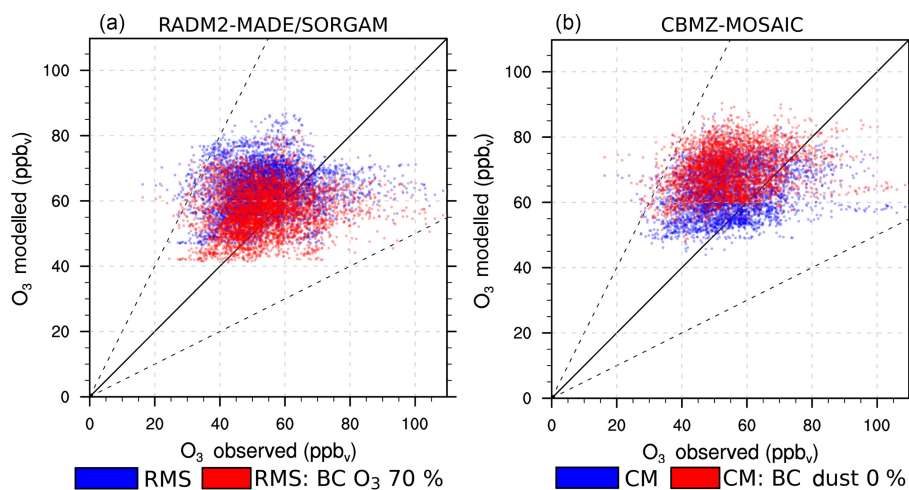 (a) RADM2-MADE/SORGAM
O₃ modelled (ppbᵥ)
100
80
60
40
20
0
0 20 40 60 80 100
O₃ observed (ppbᵥ)
RMS RMS: BC O₃ 70 %
(b) CBMZ-MOSAIC
O₃ modelled (ppbᵥ)
100
80
60
40
20
0
0 20 40 60 80 100
O₃ observed (ppbᵥ)
CM CM: BC dust 0 %